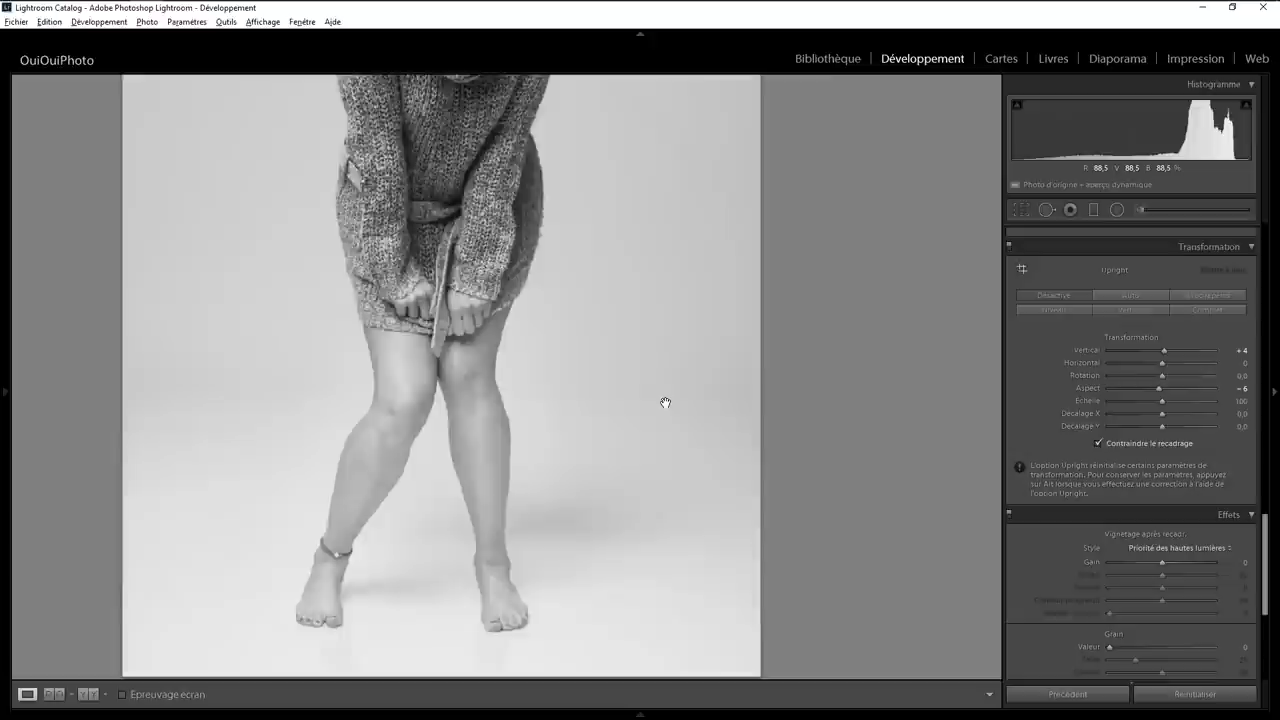 Lightroom Catalog - Adobe Photoshop Lightroom - Développement
Fichier Edition Développement Photo Paramètres Outils Affichage Fenêtre Aide
OuiOuiPhoto
Bibliothèque Développement Cartes Livres Diaporama Impression Web
Histogramme
R 88,5 V 88,5 B 88,5 %
Photo d'origine + aperçu dynamique
Transformation
Upright
Désactivé Auto
Niveau Vert. Complet
Transformation
Vertical +4
Horizontal 0
Rotation 0,0
Aspect -6
Echelle 100
Décalage X 0,0
Décalage Y 0,0
Contraindre le recadrage
L'option Upright réinitialise certains paramètres de
transformation. Pour conserver les paramètres, appuyez
sur Alt lorsque vous effectuez une correction à l'aide de
l'option Upright.
Effets
Vignetage après recadr.
Style Priorité des hautes lumières
Gain 0
Grain
Valeur 0
Taille 25
Epreuvage écran
Précédent Réinitialiser